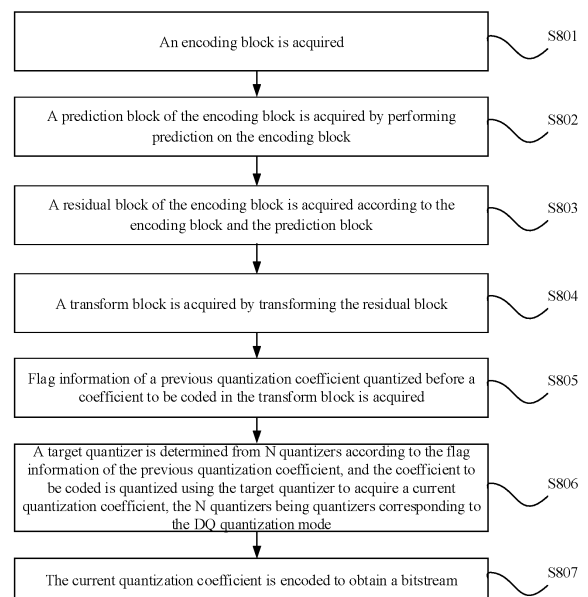 An encoding block is acquired
S801
A prediction block of the encoding block is acquired by performing
prediction on the encoding block
S802
A residual block of the encoding block is acquired according to the
encoding block and the prediction block
S803
A transform block is acquired by transforming the residual block
S804
Flag information of a previous quantization coefficient quantized before a
coefficient to be coded in the transform block is acquired
S805
A target quantizer is determined from N quantizers according to the flag
information of the previous quantization coefficient, and the coefficient to
be coded is quantized using the target quantizer to acquire a current
quantization coefficient, the N quantizers being quantizers corresponding to
the DQ quantization mode
S806
The current quantization coefficient is encoded to obtain a bitstream
S807